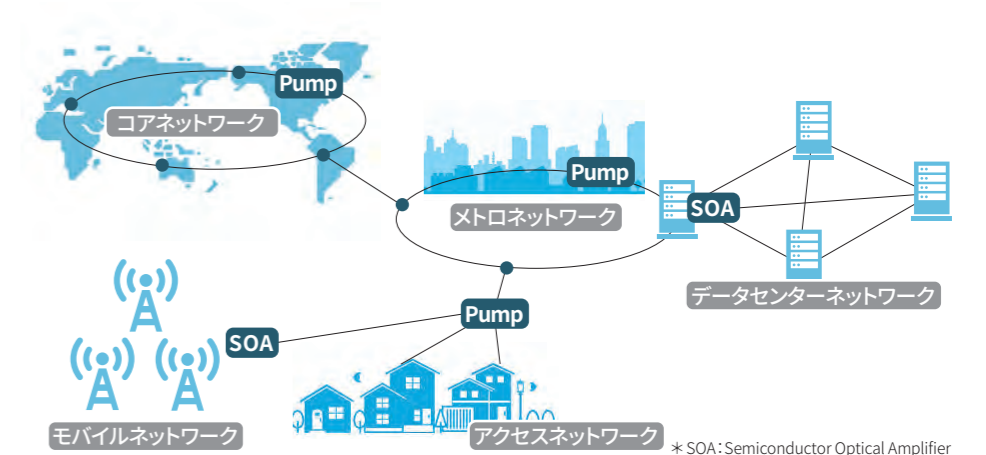 Pump
コアネットワーク
Pump
メトロネットワーク
SOA
データセンターネットワーク
Pump
SOA
モバイルネットワーク
アクセスネットワーク
＊SOA：Semiconductor Optical Amplifier